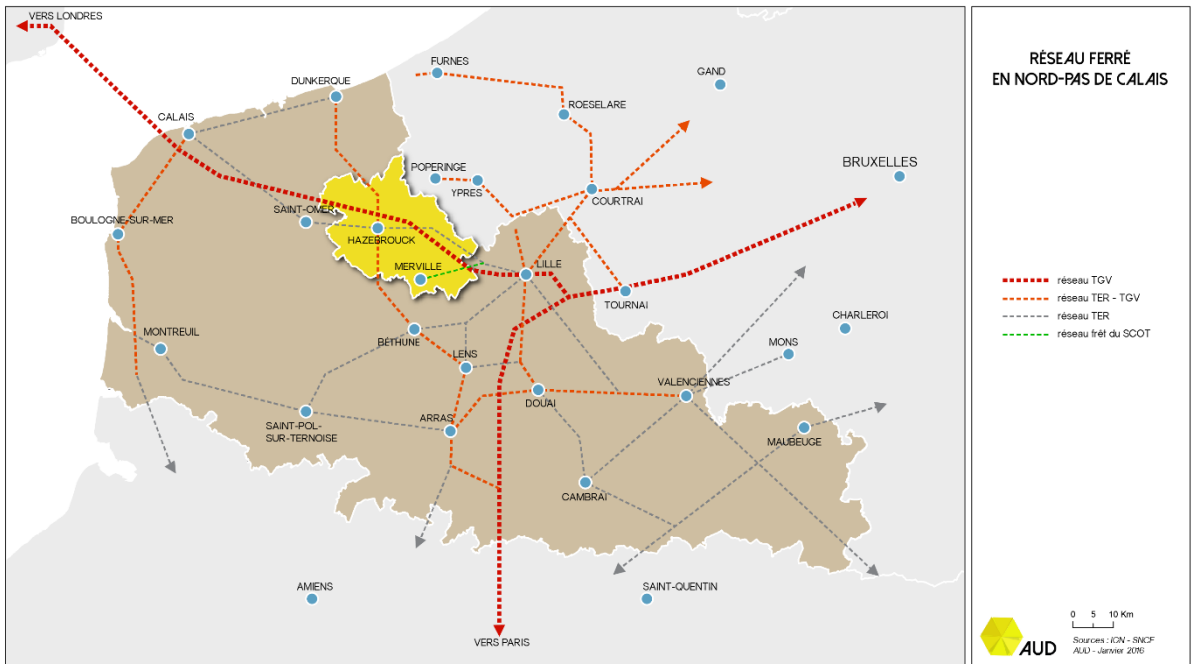 VERS LONDRES
FURNES
GAND
DUNKERQUE
ROESELARE
CALAIS
BRUXELLES
POPERINGE
YPRES
COURTRAI
SAINT-OMER
BOULOGNE-SUR-MER
HAZEBROUCK
MERVILLE
LILLE
TOURNAI
CHARLEROI
MONTREUIL
BÉTHUNE
MONS
LENS
VALENCIENNES
DOUAI
ARRAS
SAINT-POL-
SUR-TERNOISE
MAUBEUGE
CAMBRAI
AMIENS
SAINT-QUENTIN
VERS PARIS
RÉSEAU FERRÉ
EN NORD-PAS DE CALAIS
réseau TGV
réseau TER - TGV
réseau TER
réseau frêt du SCOT
0 5 10 Km
AUD
Sources : IGN - SNCF
AUD - Janvier 2016